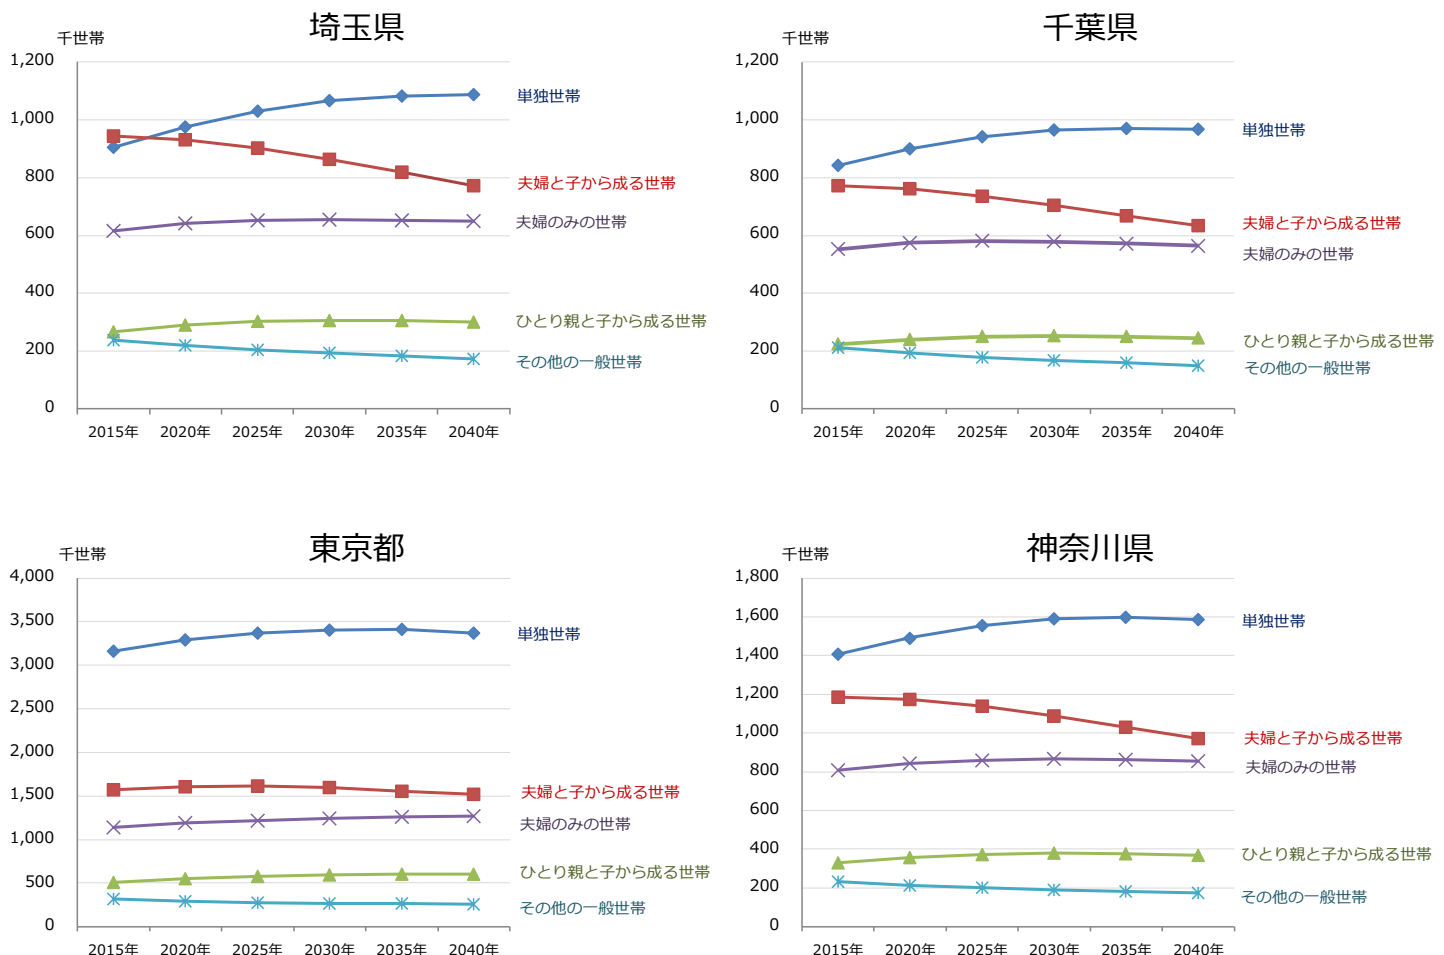 埼玉県
千世帯
1,200
1,000
800
600
400
200
0
2015年 2020年 2025年 2030年 2035年 2040年
単独世帯
夫婦と子から成る世帯
夫婦のみの世帯
ひとり親と子から成る世帯
その他の一般世帯
千葉県
千世帯
1,200
1,000
800
600
400
200
0
2015年 2020年 2025年 2030年 2035年 2040年
単独世帯
夫婦と子から成る世帯
夫婦のみの世帯
ひとり親と子から成る世帯
その他の一般世帯
東京都
千世帯
4,000
3,500
3,000
2,500
2,000
1,500
1,000
500
0
2015年 2020年 2025年 2030年 2035年 2040年
単独世帯
夫婦と子から成る世帯
夫婦のみの世帯
ひとり親と子から成る世帯
その他の一般世帯
神奈川県
千世帯
1,800
1,600
1,400
1,200
1,000
800
600
400
200
0
2015年 2020年 2025年 2030年 2035年 2040年
単独世帯
夫婦と子から成る世帯
夫婦のみの世帯
ひとり親と子から成る世帯
その他の一般世帯